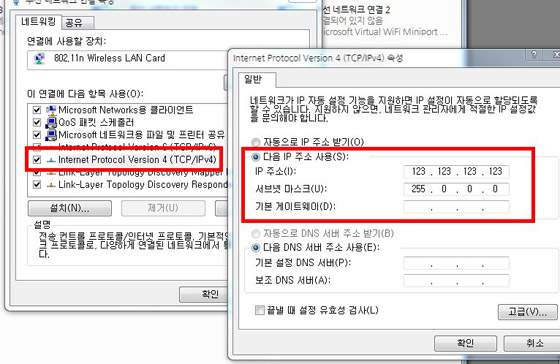 무선 네트워크 연결 속성
네트워킹
공유
연결에 사용할 장치:
802.11n Wireless LAN Card
이 연결에 다음 항목 사용(O):
Microsoft Networks용 클라이언트
QoS 패킷 스케줄러
Microsoft 네트워크용 파일 및 프린터 공유
Internet Protocol Version 4 (TCP/IPv4)
Link-Layer Topology Discovery Mapper
Link-Layer Topology Discovery Respond
설치(N)...
제거(U)
설명
전송 컨트롤 프로토콜/인터넷 프로토콜, 기본적
크 프로토콜로, 다양하게 연결된 네트워크에서
확인
네트워크 연결 2
연결되어 있지 않음
Microsoft Virtual WiFi Miniport ...
Internet Protocol Version 4 (TCP/IPv4) 속성
일반
네트워크가 IP 자동 설정 기능을 지원하면 IP 설정이 자동으로 할당되도록
할 수 있습니다. 지원하지 않으면, 네트워크 관리자에게 적절한 IP 설정값
을 문의해야 합니다.
자동으로 IP 주소 받기(O)
다음 IP 주소 사용(S):
IP 주소(I): 123 . 123 . 123 . 123
서브넷 마스크(U): 255 . 0 . 0 . 0
기본 게이트웨이(D): . . .
자동으로 DNS 서버 주소 받기(B)
다음 DNS 서버 주소 사용(E):
기본 설정 DNS 서버(P): . . .
보조 DNS 서버(A): . . .
끝낼 때 설정 유효성 검사(L)
고급(V)...
확인
취소